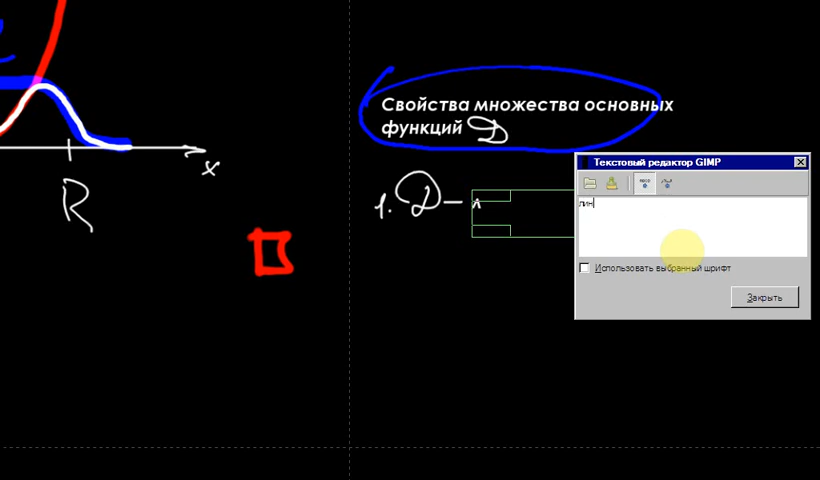 Свойства множества основных
функций D
1. D — л
x
R
Текстовый редактор GIMP
лин
Использовать выбранный шрифт
Закрыть